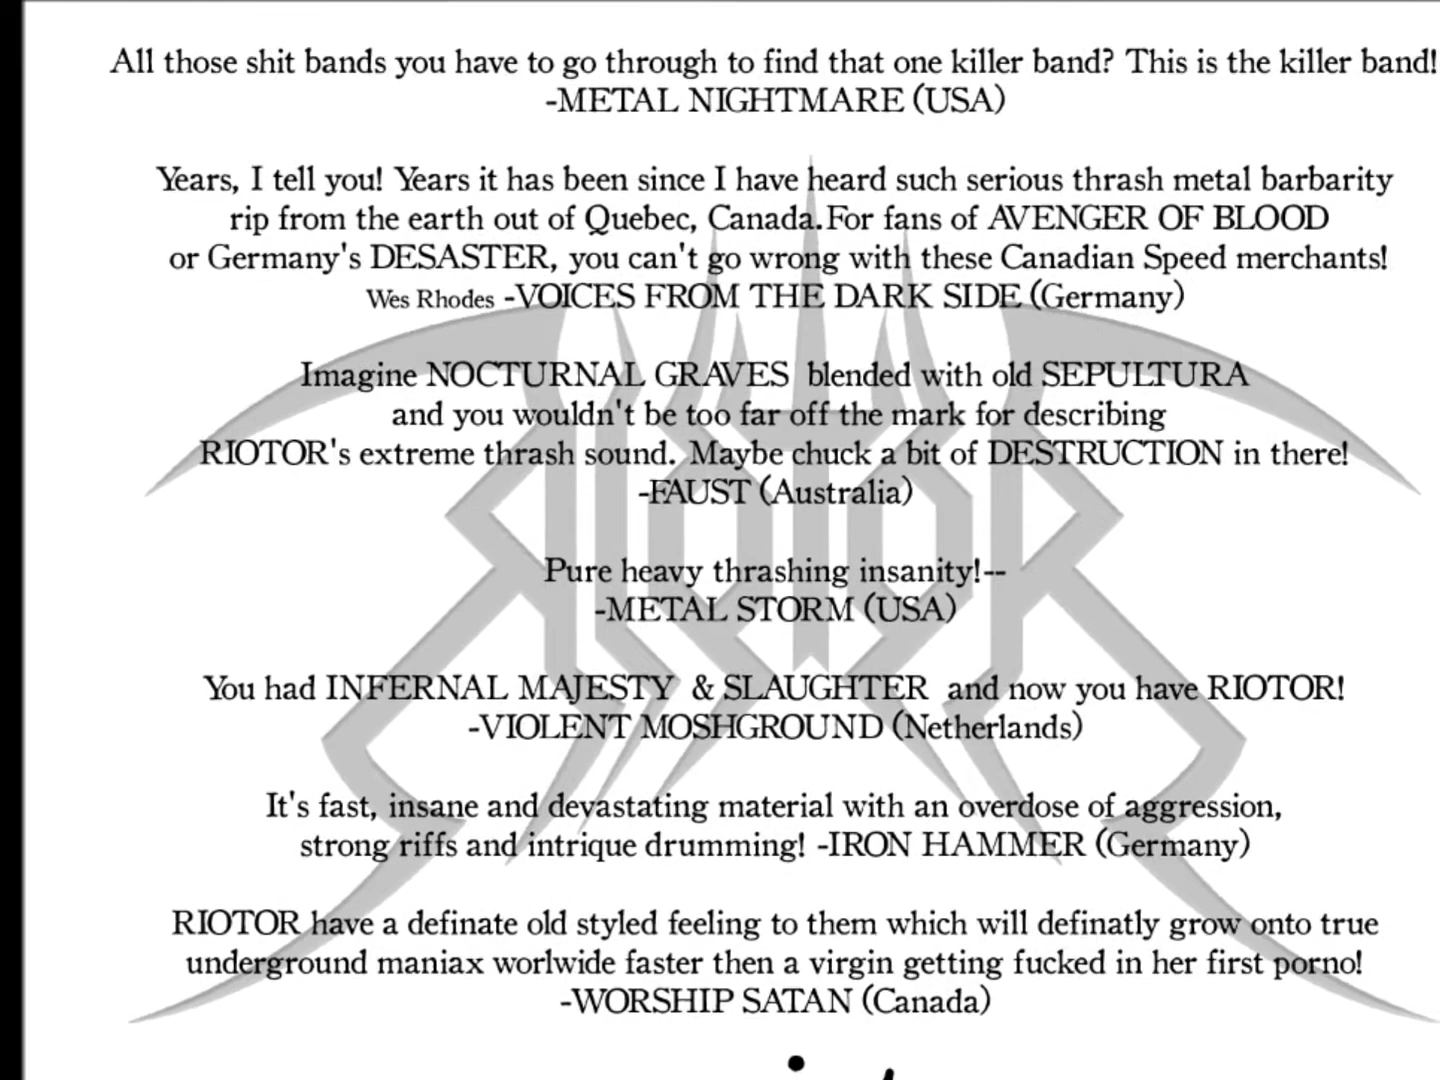 All those shit bands you have to go through to find that one killer band? This is the killer band!
-METAL NIGHTMARE (USA)
Years, I tell you! Years it has been since I have heard such serious thrash metal barbarity
rip from the earth out of Quebec, Canada.For fans of AVENGER OF BLOOD
or Germany's DESASTER, you can't go wrong with these Canadian Speed merchants!
Wes Rhodes -VOICES FROM THE DARK SIDE (Germany)
Imagine NOCTURNAL GRAVES blended with old SEPULTURA
and you wouldn't be too far off the mark for describing
RIOTOR's extreme thrash sound. Maybe chuck a bit of DESTRUCTION in there!
-FAUST (Australia)
Pure heavy thrashing insanity!--
-METAL STORM (USA)
You had INFERNAL MAJESTY & SLAUGHTER and now you have RIOTOR!
-VIOLENT MOSHGROUND (Netherlands)
It's fast, insane and devastating material with an overdose of aggression,
strong riffs and intrique drumming! -IRON HAMMER (Germany)
RIOTOR have a definate old styled feeling to them which will definatly grow onto true
underground maniax worlwide faster then a virgin getting fucked in her first porno!
-WORSHIP SATAN (Canada)
RIOTOR